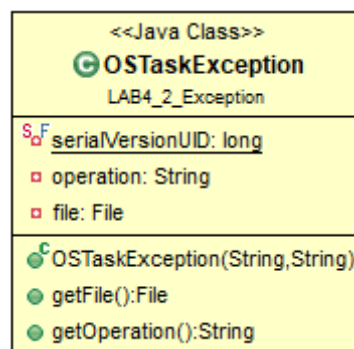 <<Java Class>>
OSTaskException
LAB4_2_Exception
serialVersionUID: long
operation: String
file: File
OSTaskException(String,String)
getFile():File
getOperation():String